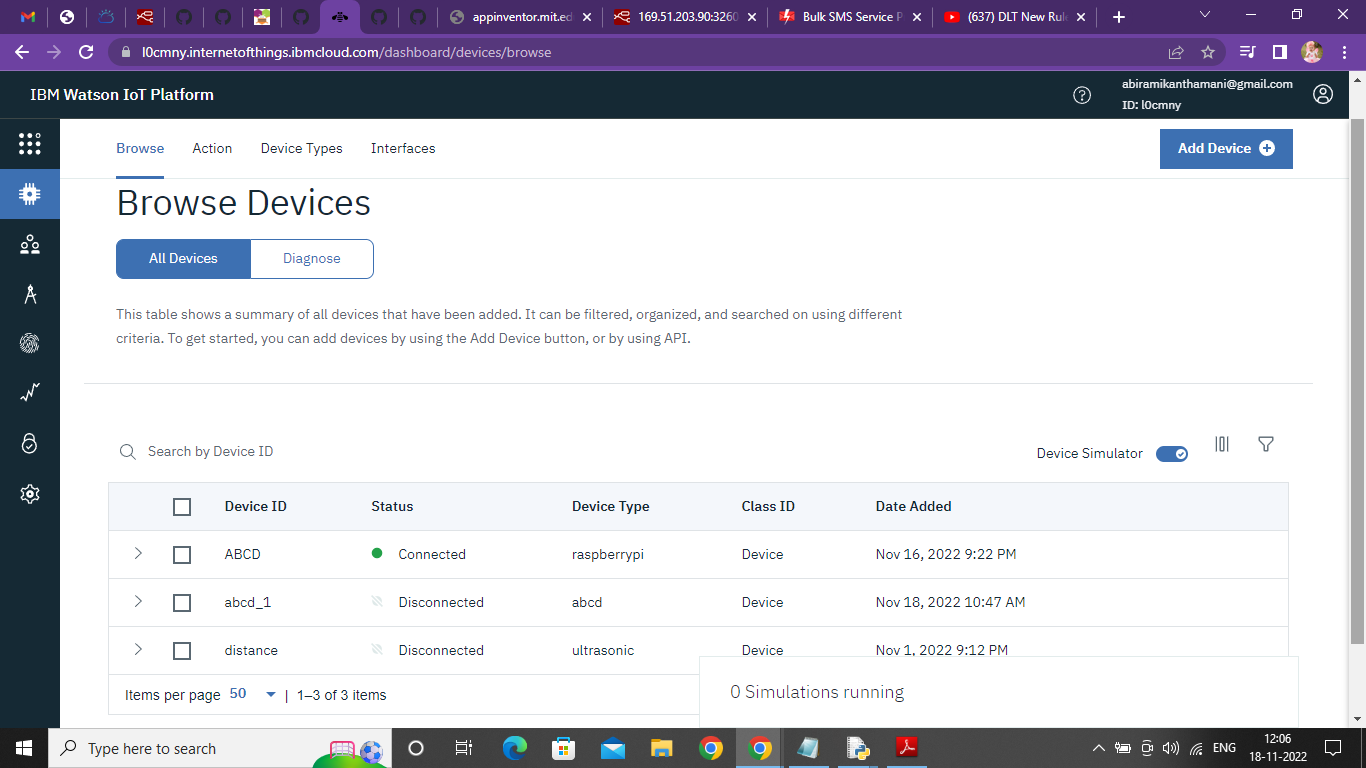 appinventor.mit.ed
169.51.203.90:3260
Bulk SMS Service P
(637) DLT New Rul
l0cmny.internetofthings.ibmcloud.com/dashboard/devices/browse
IBM Watson IoT Platform
abiramikanthamani@gmail.com
ID: l0cmny
Browse Action Device Types Interfaces
Add Device
Browse Devices
All Devices Diagnose
This table shows a summary of all devices that have been added. It can be filtered, organized, and searched on using different
criteria. To get started, you can add devices by using the Add Device button, or by using API.
Search by Device ID
Device Simulator
Device ID Status Device Type Class ID Date Added
ABCD Connected raspberrypi Device Nov 16, 2022 9:22 PM
abcd_1 Disconnected abcd Device Nov 18, 2022 10:47 AM
distance Disconnected ultrasonic Device Nov 1, 2022 9:12 PM
Items per page 50 | 1–3 of 3 items
0 Simulations running
Type here to search
ENG
12:06
18-11-2022